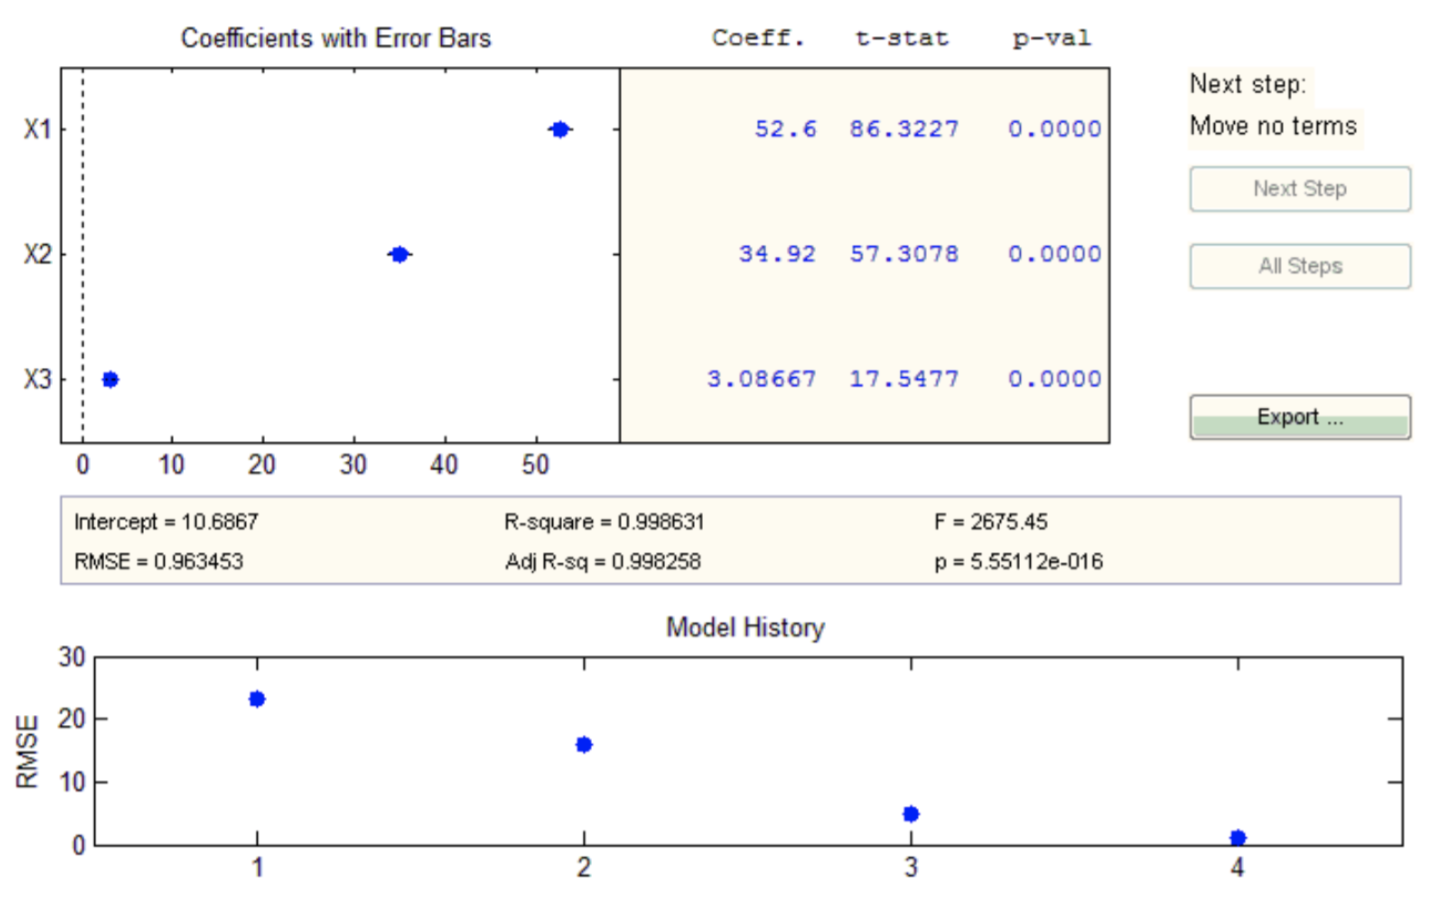 Coefficients with Error Bars
Coeff. t-stat p-val
X1 52.6 86.3227 0.0000
X2 34.92 57.3078 0.0000
X3 3.08667 17.5477 0.0000
0 10 20 30 40 50
Next step:
Move no terms
Next Step
All Steps
Export ...
Intercept = 10.6867 R-square = 0.998631 F = 2675.45
RMSE = 0.963453 Adj R-sq = 0.998258 p = 5.55112e-016
Model History
RMSE
30
20
10
0
1 2 3 4